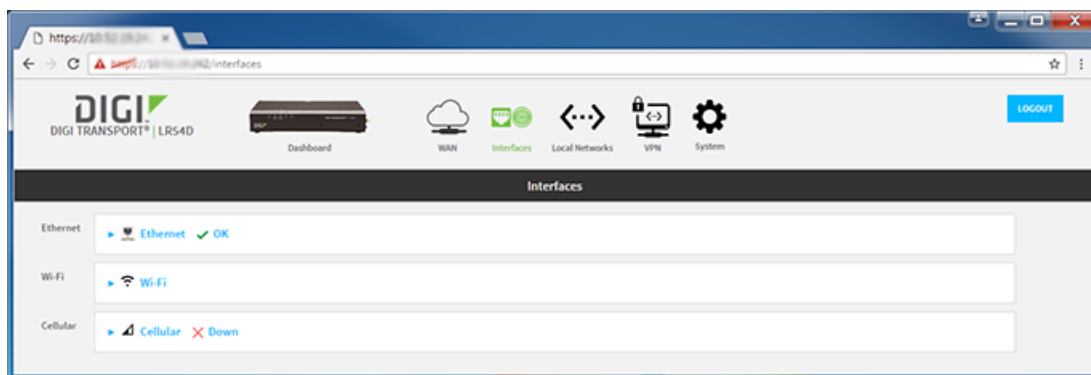 https://
https://
/interfaces
DIGI
DIGI TRANSPORT® | LR54D
Dashboard
WAN
Interfaces
Local Networks
VPN
System
LOGOUT
Interfaces
Ethernet
Ethernet OK
Wi-Fi
Wi-Fi
Cellular
Cellular Down